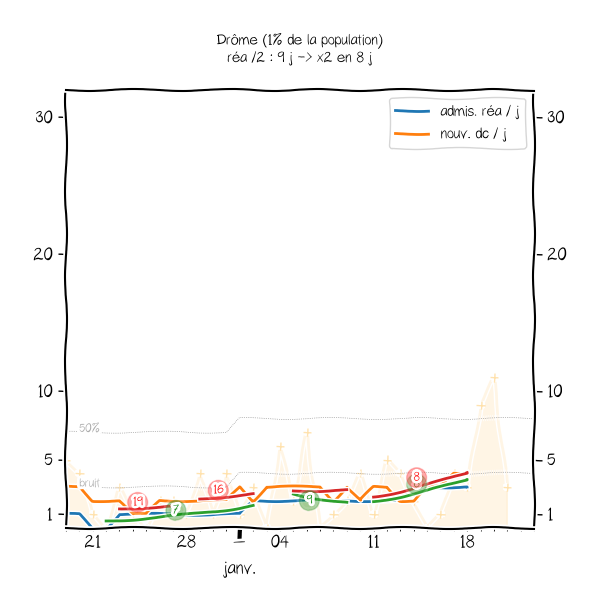 Drôme (1% de la population)
réa /2 : 9 j -> x2 en 8 j
admis. réa / j
nouv. dc / j
30 30
20 20
10 10
50%
5 5
bruit
8
16
19
7
9
1 1
21 28 1 04 11 18
janv.